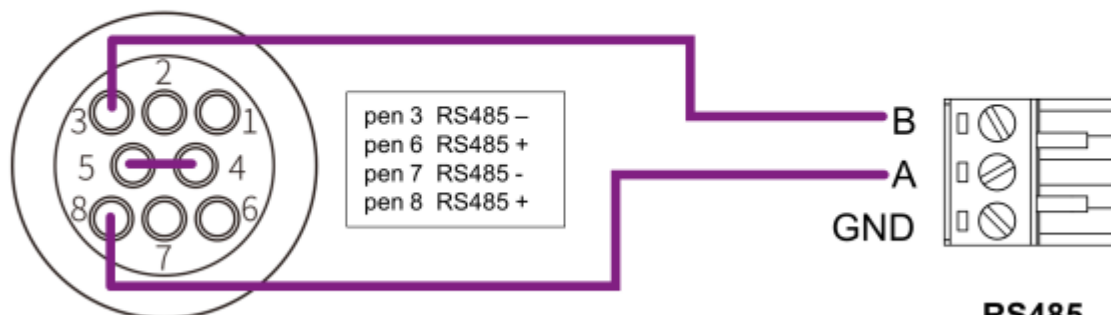 2
3
1
5
4
8
6
7
pen 3 RS485 –
pen 6 RS485 +
pen 7 RS485 -
pen 8 RS485 +
B
A
GND
RS485